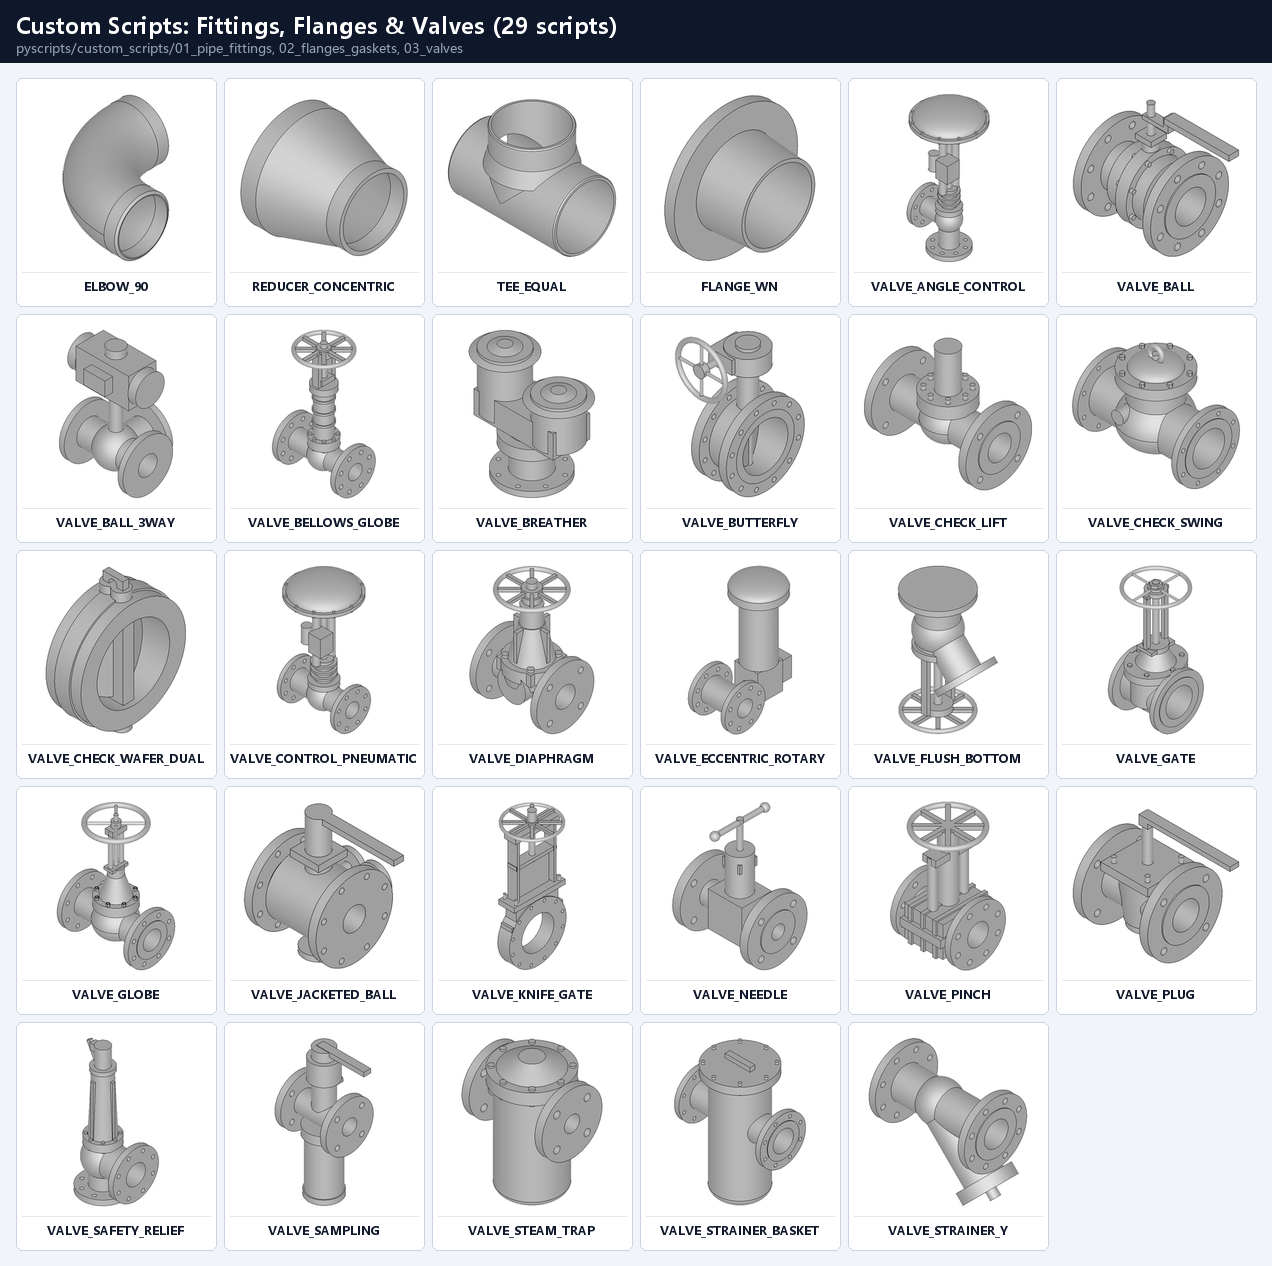 Custom Scripts: Fittings, Flanges & Valves (29 scripts)
pyscripts/custom_scripts/01_pipe_fittings, 02_flanges_gaskets, 03_valves
ELBOW_90
REDUCER_CONCENTRIC
TEE_EQUAL
FLANGE_WN
VALVE_ANGLE_CONTROL
VALVE_BALL
VALVE_BALL_3WAY
VALVE_BELLOWS_GLOBE
VALVE_BREATHER
VALVE_BUTTERFLY
VALVE_CHECK_LIFT
VALVE_CHECK_SWING
VALVE_CHECK_WAFER_DUAL
VALVE_CONTROL_PNEUMATIC
VALVE_DIAPHRAGM
VALVE_ECCENTRIC_ROTARY
VALVE_FLUSH_BOTTOM
VALVE_GATE
VALVE_GLOBE
VALVE_JACKETED_BALL
VALVE_KNIFE_GATE
VALVE_NEEDLE
VALVE_PINCH
VALVE_PLUG
VALVE_SAFETY_RELIEF
VALVE_SAMPLING
VALVE_STEAM_TRAP
VALVE_STRAINER_BASKET
VALVE_STRAINER_Y